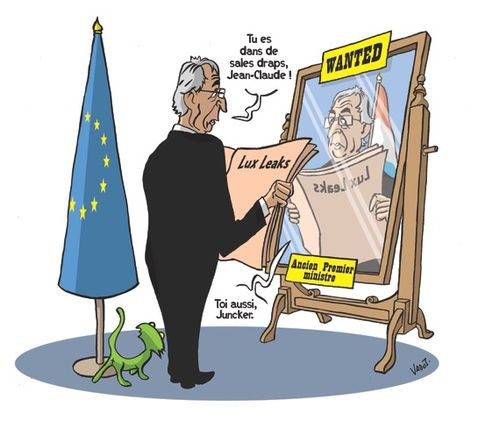 Tu es
dans de
sales draps,
Jean-Claude !
WANTED
Lux Leaks
Lux Leaks
Ancien Premier
ministre
Toi aussi,
Juncker.
VADOT.